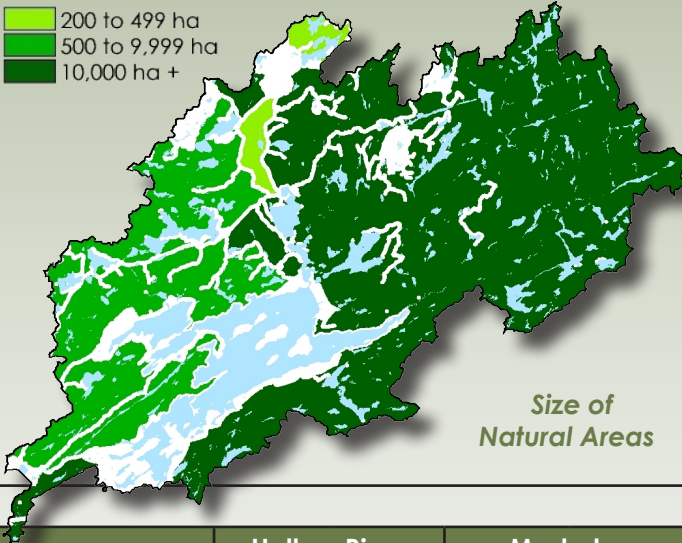 200 to 499 ha
500 to 9,999 ha
10,000 ha +
Size of
Natural Areas